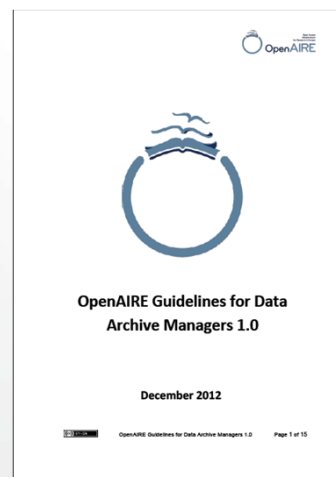 OpenAIRE
OpenAIRE Guidelines for Data
Archive Managers 1.0
December 2012
OpenAIRE Guidelines for Data Archive Managers 1.0 Page 1 of 15